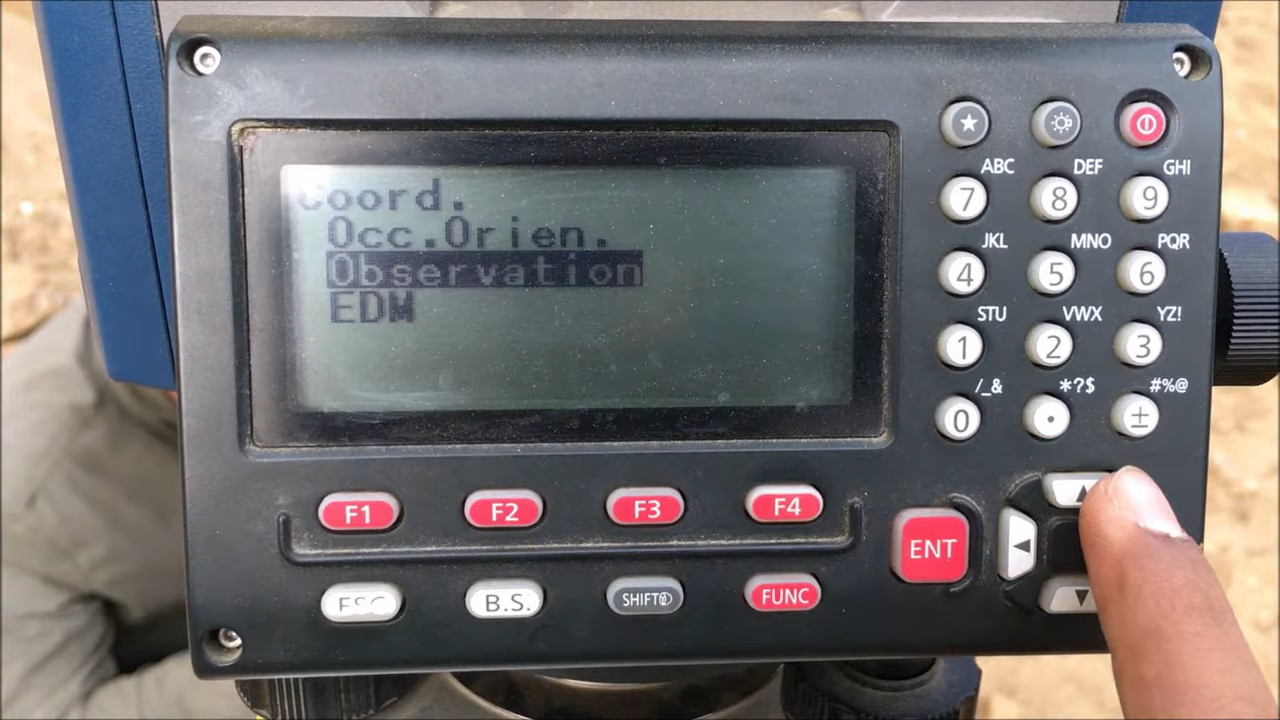 Coord.
Occ.Orien.
Observation
EDM
ABC DEF GHI
7 8 9
JKL MNO PQR
4 5 6
STU VWX YZ!
1 2 3
/_& *?$ #%@
0 . ±
F1 F2 F3 F4
ENT
ESC B.S. SHIFT FUNC